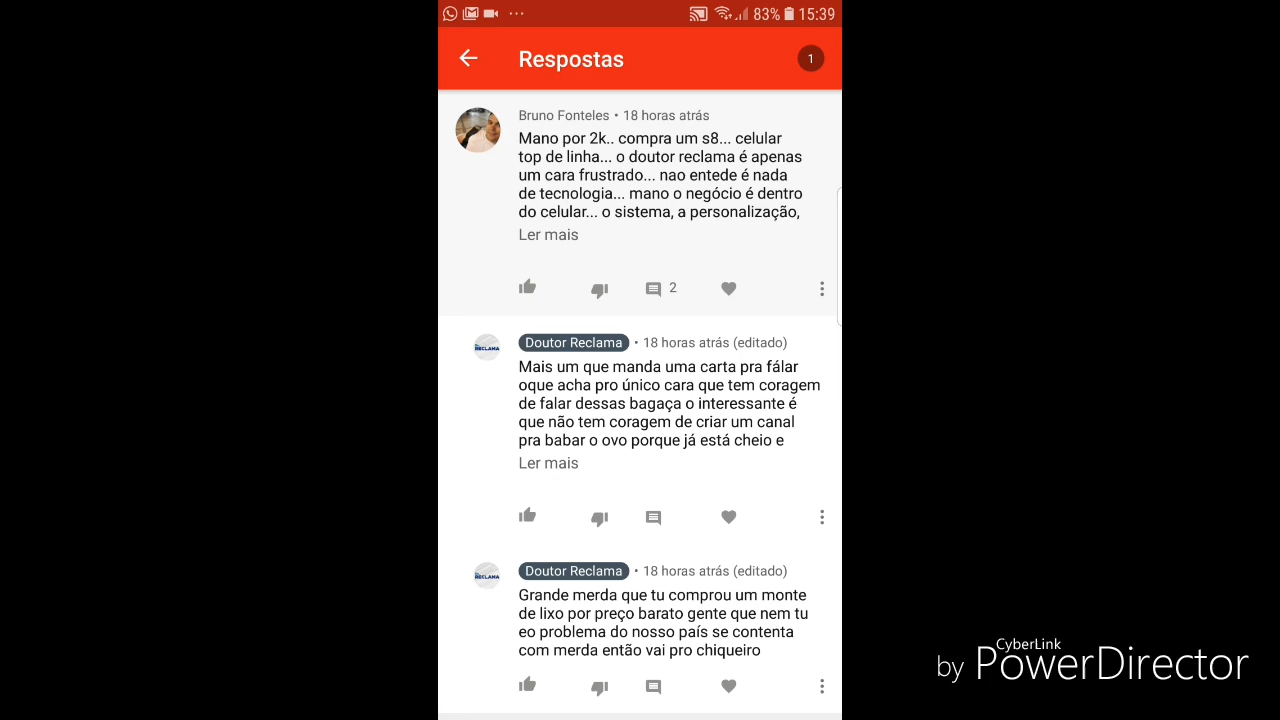 83% 15:39
Respostas
1
Bruno Fonteles • 18 horas atrás
Mano por 2k.. compra um s8... celular
top de linha... o doutor reclama é apenas
um cara frustrado... nao entede é nada
de tecnologia... mano o negócio é dentro
do celular... o sistema, a personalização,
Ler mais
2
RECLAMA
Doutor Reclama • 18 horas atrás (editado)
Mais um que manda uma carta pra fálar
oque acha pro único cara que tem coragem
de falar dessas bagaça o interessante é
que não tem coragem de criar um canal
pra babar o ovo porque já está cheio e
Ler mais
RECLAMA
Doutor Reclama • 18 horas atrás (editado)
Grande merda que tu comprou um monte
de lixo por preço barato gente que nem tu
eo problema do nosso país se contenta
com merda então vai pro chiqueiro
CyberLink
by PowerDirector